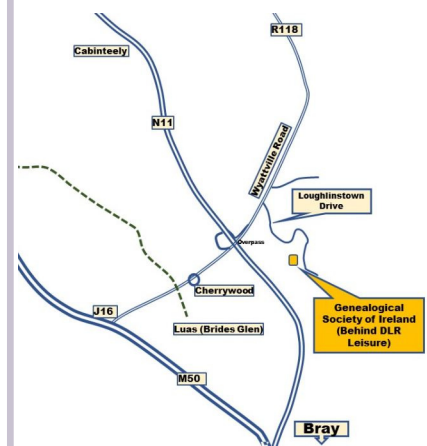 R118
Cabinteely
N11
Wyattville Road
Loughlinstown
Drive
Overpass
Cherrywood
Genealogical
Society of Ireland
(Behind DLR
Leisure)
J16
Luas (Brides Glen)
M50
Bray